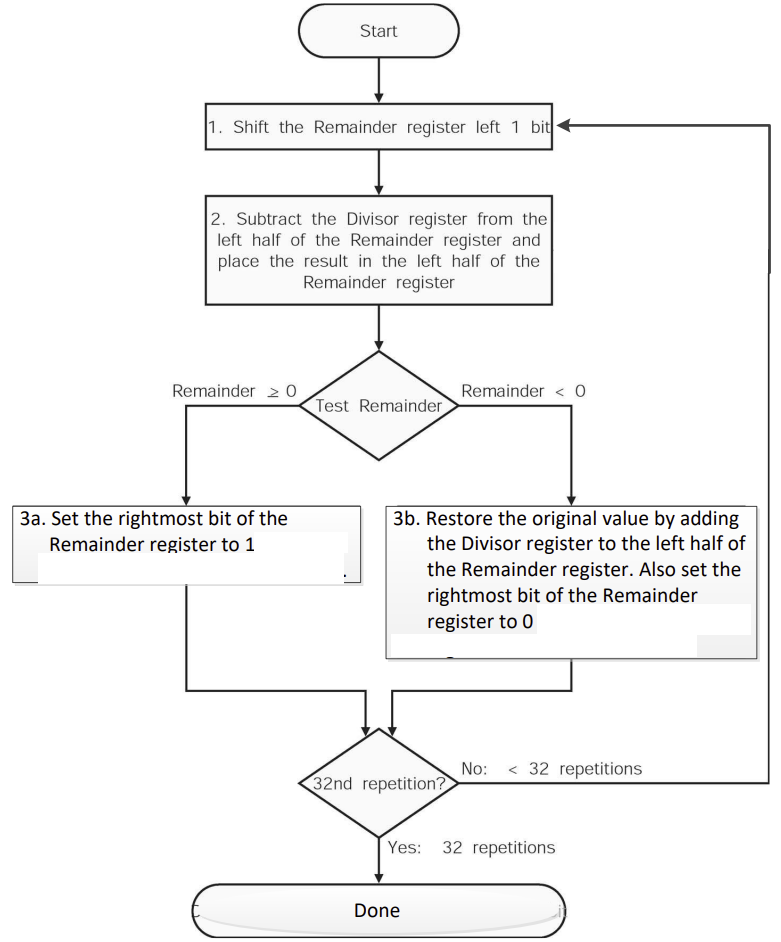 Start
1. Shift the Remainder register left 1 bit
2. Subtract the Divisor register from the
left half of the Remainder register and
place the result in the left half of the
Remainder register
Remainder ≥ 0
Remainder < 0
Test Remainder
3a. Set the rightmost bit of the
Remainder register to 1
3b. Restore the original value by adding
the Divisor register to the left half of
the Remainder register. Also set the
rightmost bit of the Remainder
register to 0
32nd repetition?
No: < 32 repetitions
Yes: 32 repetitions
Done